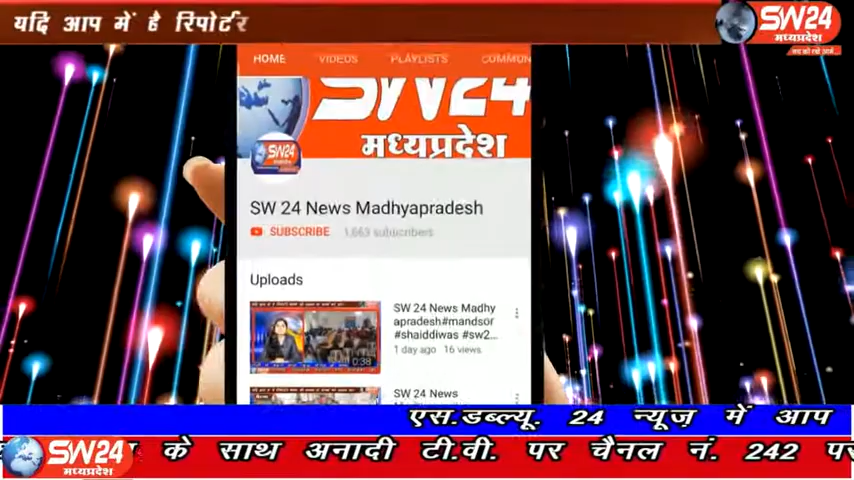 यदि आप में है रिपोर्टर
SW24
मध्यप्रदेश
HOME VIDEOS PLAYLISTS COMMUN
SW24
मध्यप्रदेश
SW24
SW 24 News Madhyapradesh
SUBSCRIBE 1,663 subscribers
Uploads
SW 24 News Madhy
apradesh#mandsor
#shaiddiwas #sw2...
1 day ago 16 views
0:38
SW 24 News
एस.डब्ल्यू. 24 न्यूज़ में आप
के साथ अनादी टी.वी. पर चैनल नं. 242 पर
SW24
मध्यप्रदेश